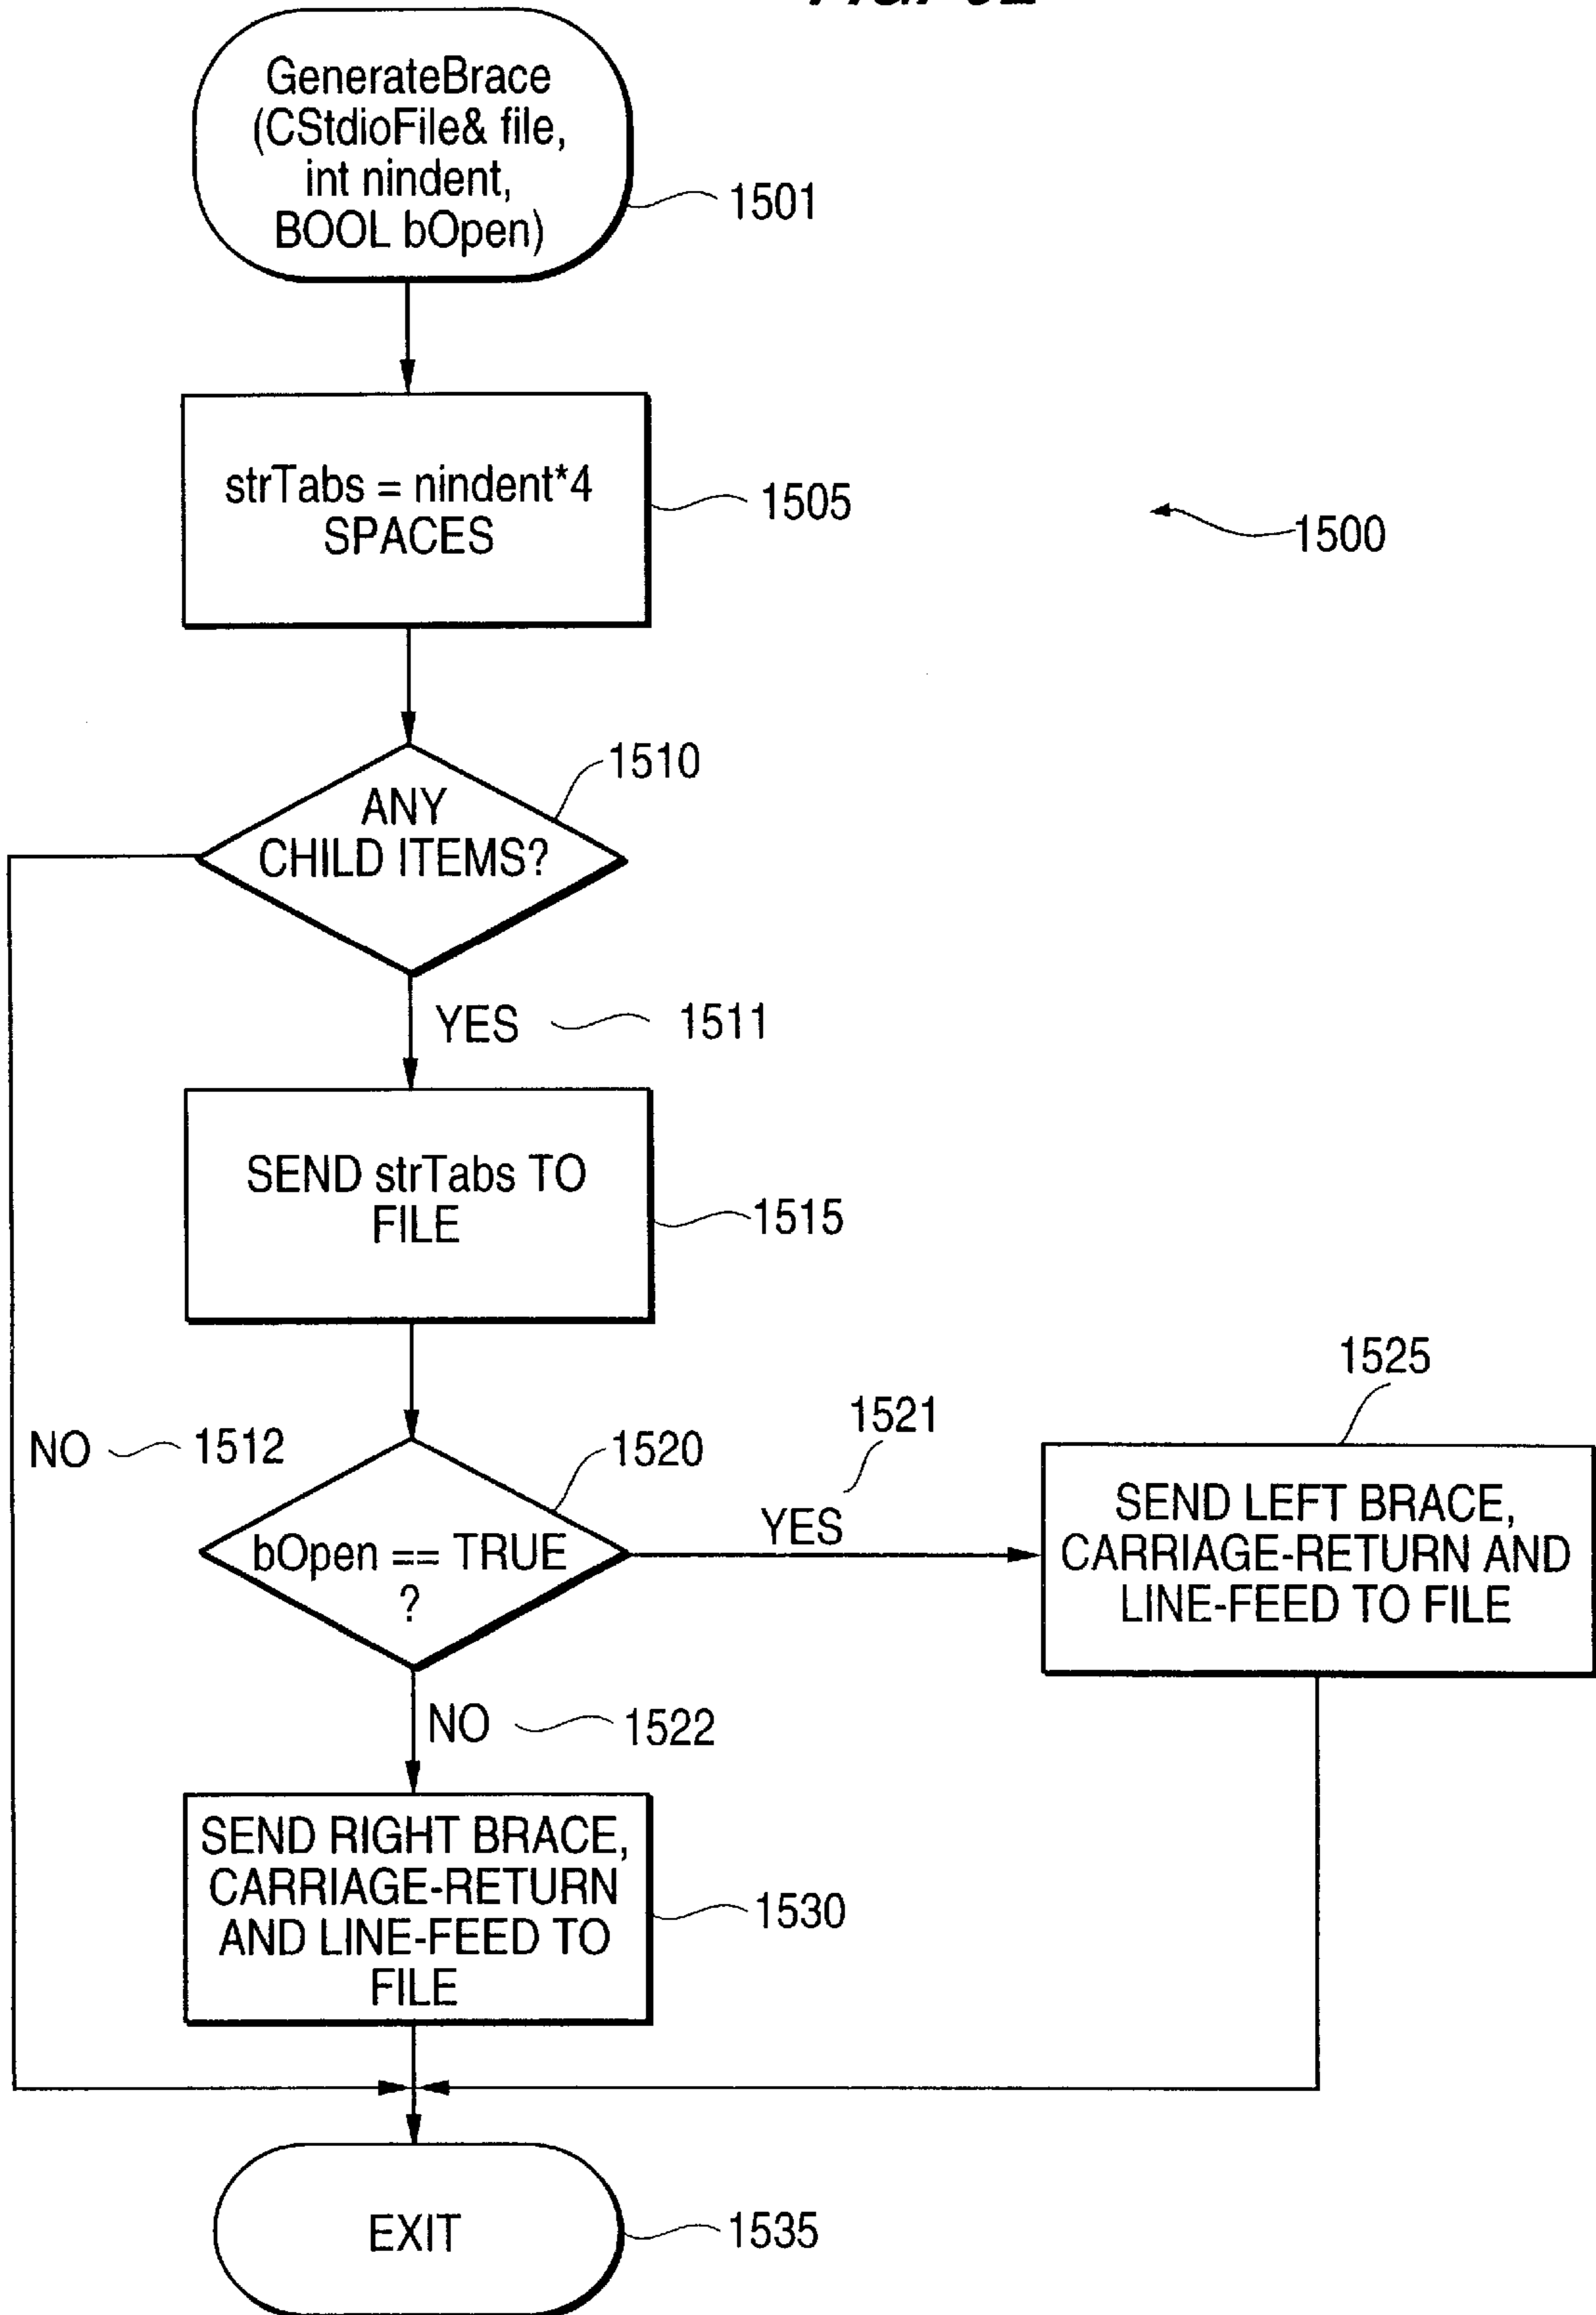 GenerateBrace
(CStdioFile& file,
int nindent,
BOOL bOpen)
1501
strTabs = nindent*4
SPACES
1505
1500
ANY
CHILD ITEMS?
1510
YES
1511
SEND strTabs TO
FILE
1515
NO
1512
bOpen == TRUE
?
1520
YES
1521
1525
SEND LEFT BRACE,
CARRIAGE-RETURN AND
LINE-FEED TO FILE
NO
1522
SEND RIGHT BRACE,
CARRIAGE-RETURN
AND LINE-FEED TO
FILE
1530
EXIT
1535